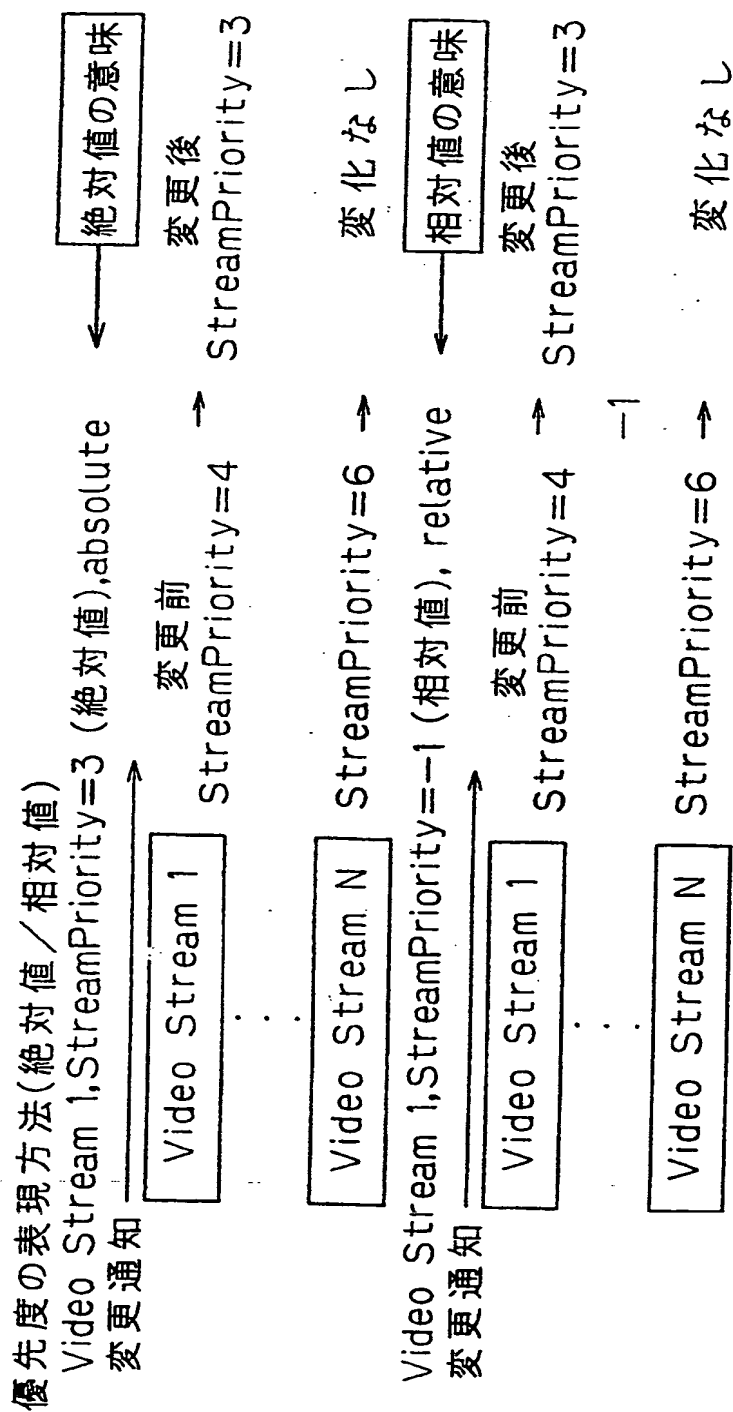 優先度の表現方法(絶対値／相対値)
Video Stream 1,StreamPriority=3 (絶対値),absolute
絶対値の意味
変更通知
変更前
変更後
Video Stream 1
StreamPriority=4 →
StreamPriority=3
. . .
Video Stream N
StreamPriority=6 →
変化なし
Video Stream 1,StreamPriority=−1 (相対値), relative
相対値の意味
変更通知
変更前
変更後
Video Stream 1
StreamPriority=4 →
StreamPriority=3
. . .
−1
Video Stream N
StreamPriority=6 →
変化なし